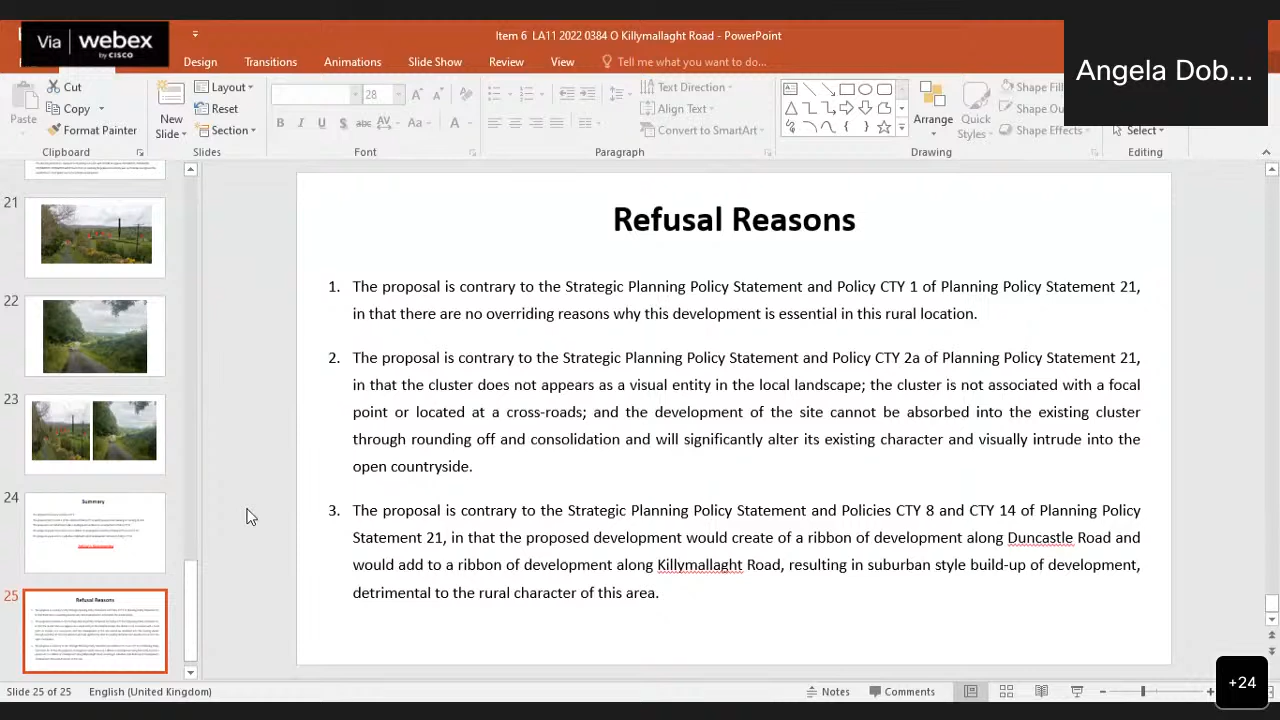 Via webex
by CISCO
Item 6 LA11 2022 0384 O Killymallaght Road - PowerPoint
Angela Dob...
Design Transitions Animations Slide Show Review View Tell me what you want to do...
Paste
Cut
Copy
Format Painter
Clipboard
New
Slide
Layout
Reset
Section
Slides
28
B I U S abc AV Aa A
Font
Text Direction
Align Text
Convert to SmartArt
Paragraph
Arrange
Quick
Styles
Shape Fill
Shape Ou
Shape Effects
Drawing
Select
Editing
21
22
23
24
Summary
25
Refusal Reasons
Refusal Reasons
1. The proposal is contrary to the Strategic Planning Policy Statement and Policy CTY 1 of Planning Policy Statement 21,
in that there are no overriding reasons why this development is essential in this rural location.
2. The proposal is contrary to the Strategic Planning Policy Statement and Policy CTY 2a of Planning Policy Statement 21,
in that the cluster does not appears as a visual entity in the local landscape; the cluster is not associated with a focal
point or located at a cross-roads; and the development of the site cannot be absorbed into the existing cluster
through rounding off and consolidation and will significantly alter its existing character and visually intrude into the
open countryside.
3. The proposal is contrary to the Strategic Planning Policy Statement and Policies CTY 8 and CTY 14 of Planning Policy
Statement 21, in that the proposed development would create of a ribbon of development along Duncastle Road and
would add to a ribbon of development along Killymallaght Road, resulting in suburban style build-up of development,
detrimental to the rural character of this area.
Slide 25 of 25 English (United Kingdom)
Notes Comments
+24